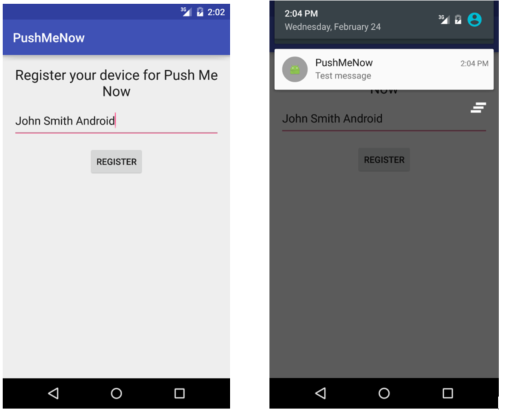 3G 2:02
PushMeNow
Register your device for Push Me
Now
John Smith Android
REGISTER
2:04 PM
Wednesday, February 24
3G
PushMeNow 2:04 PM
Test message
Now
John Smith Android
REGISTER